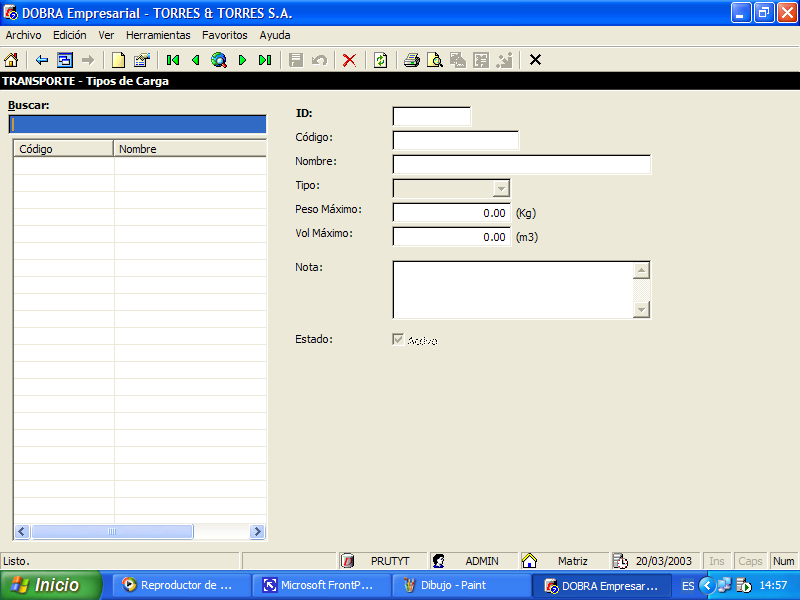 DOBRA Empresarial - TORRES & TORRES S.A.
Archivo Edición Ver Herramientas Favoritos Ayuda
TRANSPORTE - Tipos de Carga
Buscar:
Código Nombre
ID:
Código:
Nombre:
Tipo:
Peso Máximo: 0.00 (Kg)
Vol Máximo: 0.00 (m3)
Nota:
Estado: Activo
Listo. PRUTYT ADMIN Matriz 20/03/2003 Ins Caps Num
Inicio Reproductor de ... Microsoft FrontP... Dibujo - Paint DOBRA Empresar... ES 14:57